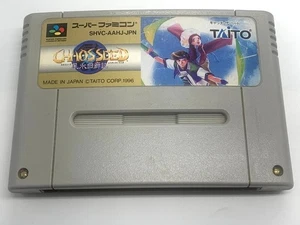 スーパーファミコン
SHVC-AAHJ-JPN
CHAOS SEED
TAITO
MADE IN JAPAN ©TAITO CORP.1996